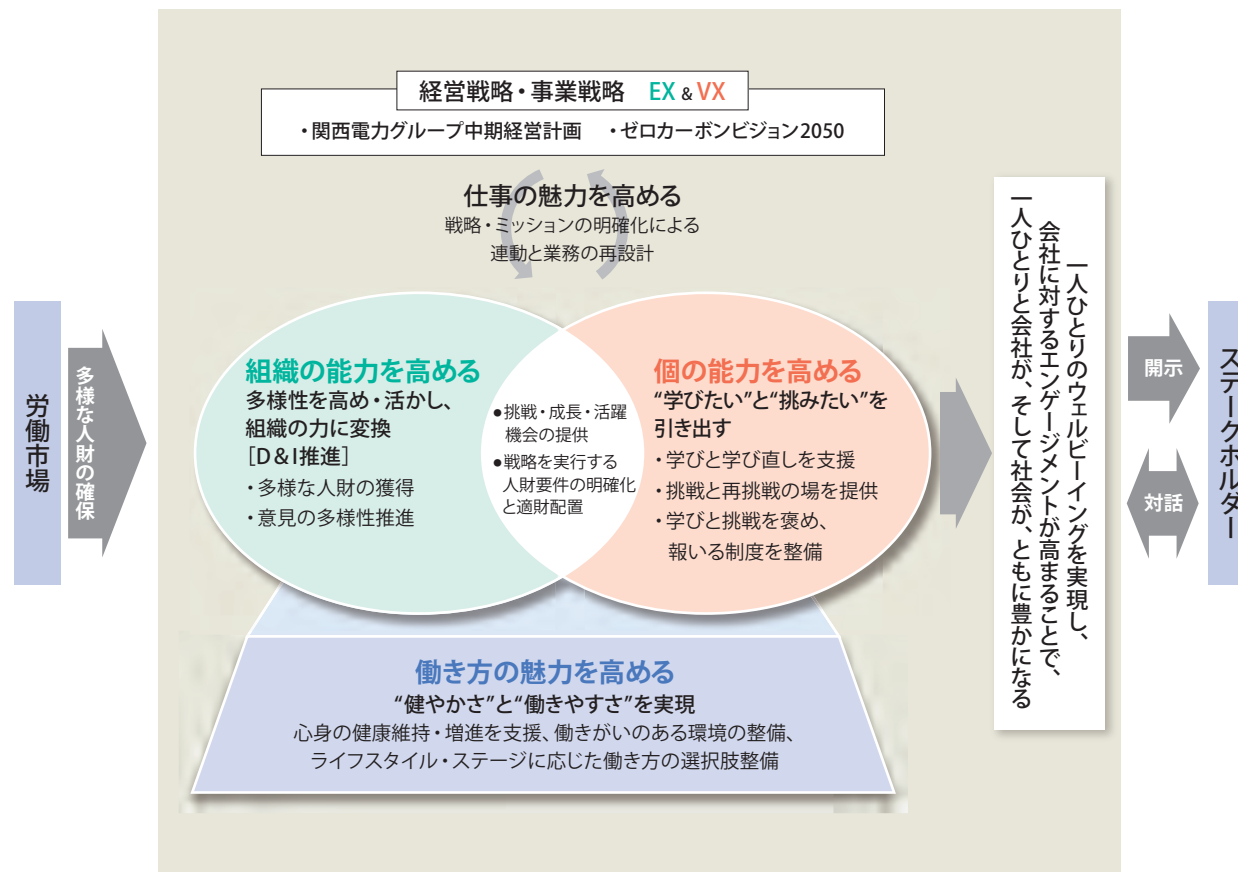 経営戦略・事業戦略 EX & VX
・関西電力グループ中期経営計画 ・ゼロカーボンビジョン2050
仕事の魅力を高める
戦略・ミッションの明確化による
連動と業務の再設計
労働市場
多様な人財の確保
組織の能力を高める
多様性を高め・活かし、
組織の力に変換
［D＆I推進］
・多様な人財の獲得
・意見の多様性推進
●挑戦・成長・活躍
機会の提供
●戦略を実行する
人財要件の明確化
と適財配置
個の能力を高める
“学びたい”と“挑みたい”を
引き出す
・学びと学び直しを支援
・挑戦と再挑戦の場を提供
・学びと挑戦を褒め、
報いる制度を整備
働き方の魅力を高める
“健やかさ”と“働きやすさ”を実現
心身の健康維持・増進を支援、働きがいのある環境の整備、
ライフスタイル・ステージに応じた働き方の選択肢整備
一人ひとりのウェルビーイングを実現し、
会社に対するエンゲージメントが高まることで、
一人ひとりと会社が、そして社会が、ともに豊かになる
開示
対話
ステークホルダー